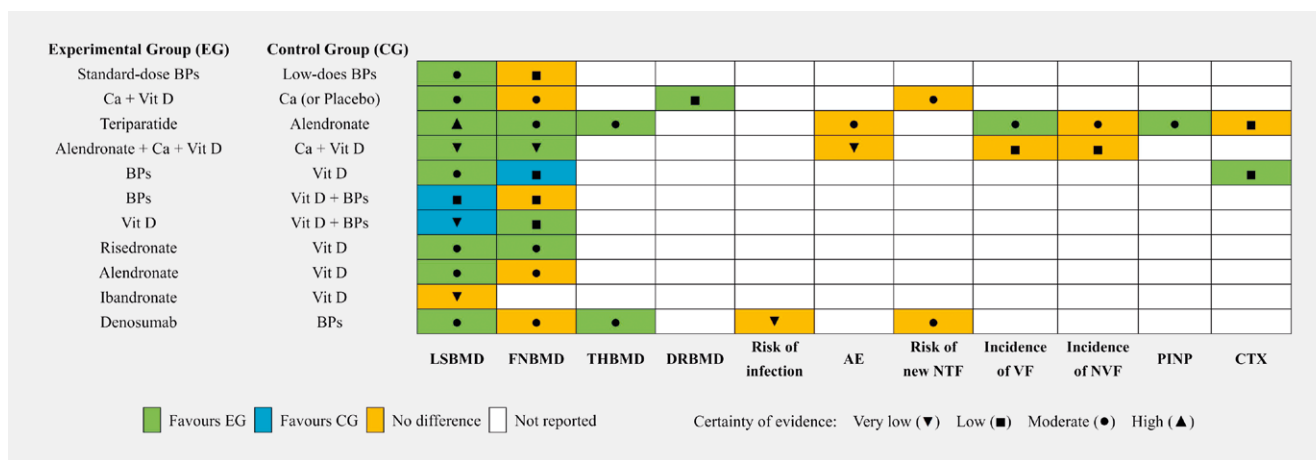 Experimental Group (EG) Control Group (CG)
Standard-dose BPs Low-does BPs
Ca + Vit D Ca (or Placebo)
Teriparatide Alendronate
Alendronate + Ca + Vit D Ca + Vit D
BPs Vit D
BPs Vit D + BPs
Vit D Vit D + BPs
Risedronate Vit D
Alendronate Vit D
Ibandronate Vit D
Denosumab BPs
LSBMD FNBMD THBMD DRBMD Risk of infection AE Risk of new NTF Incidence of VF Incidence of NVF PINP CTX
Favours EG Favours CG No difference Not reported Certainty of evidence: Very low (▼) Low (■) Moderate (●) High (▲)